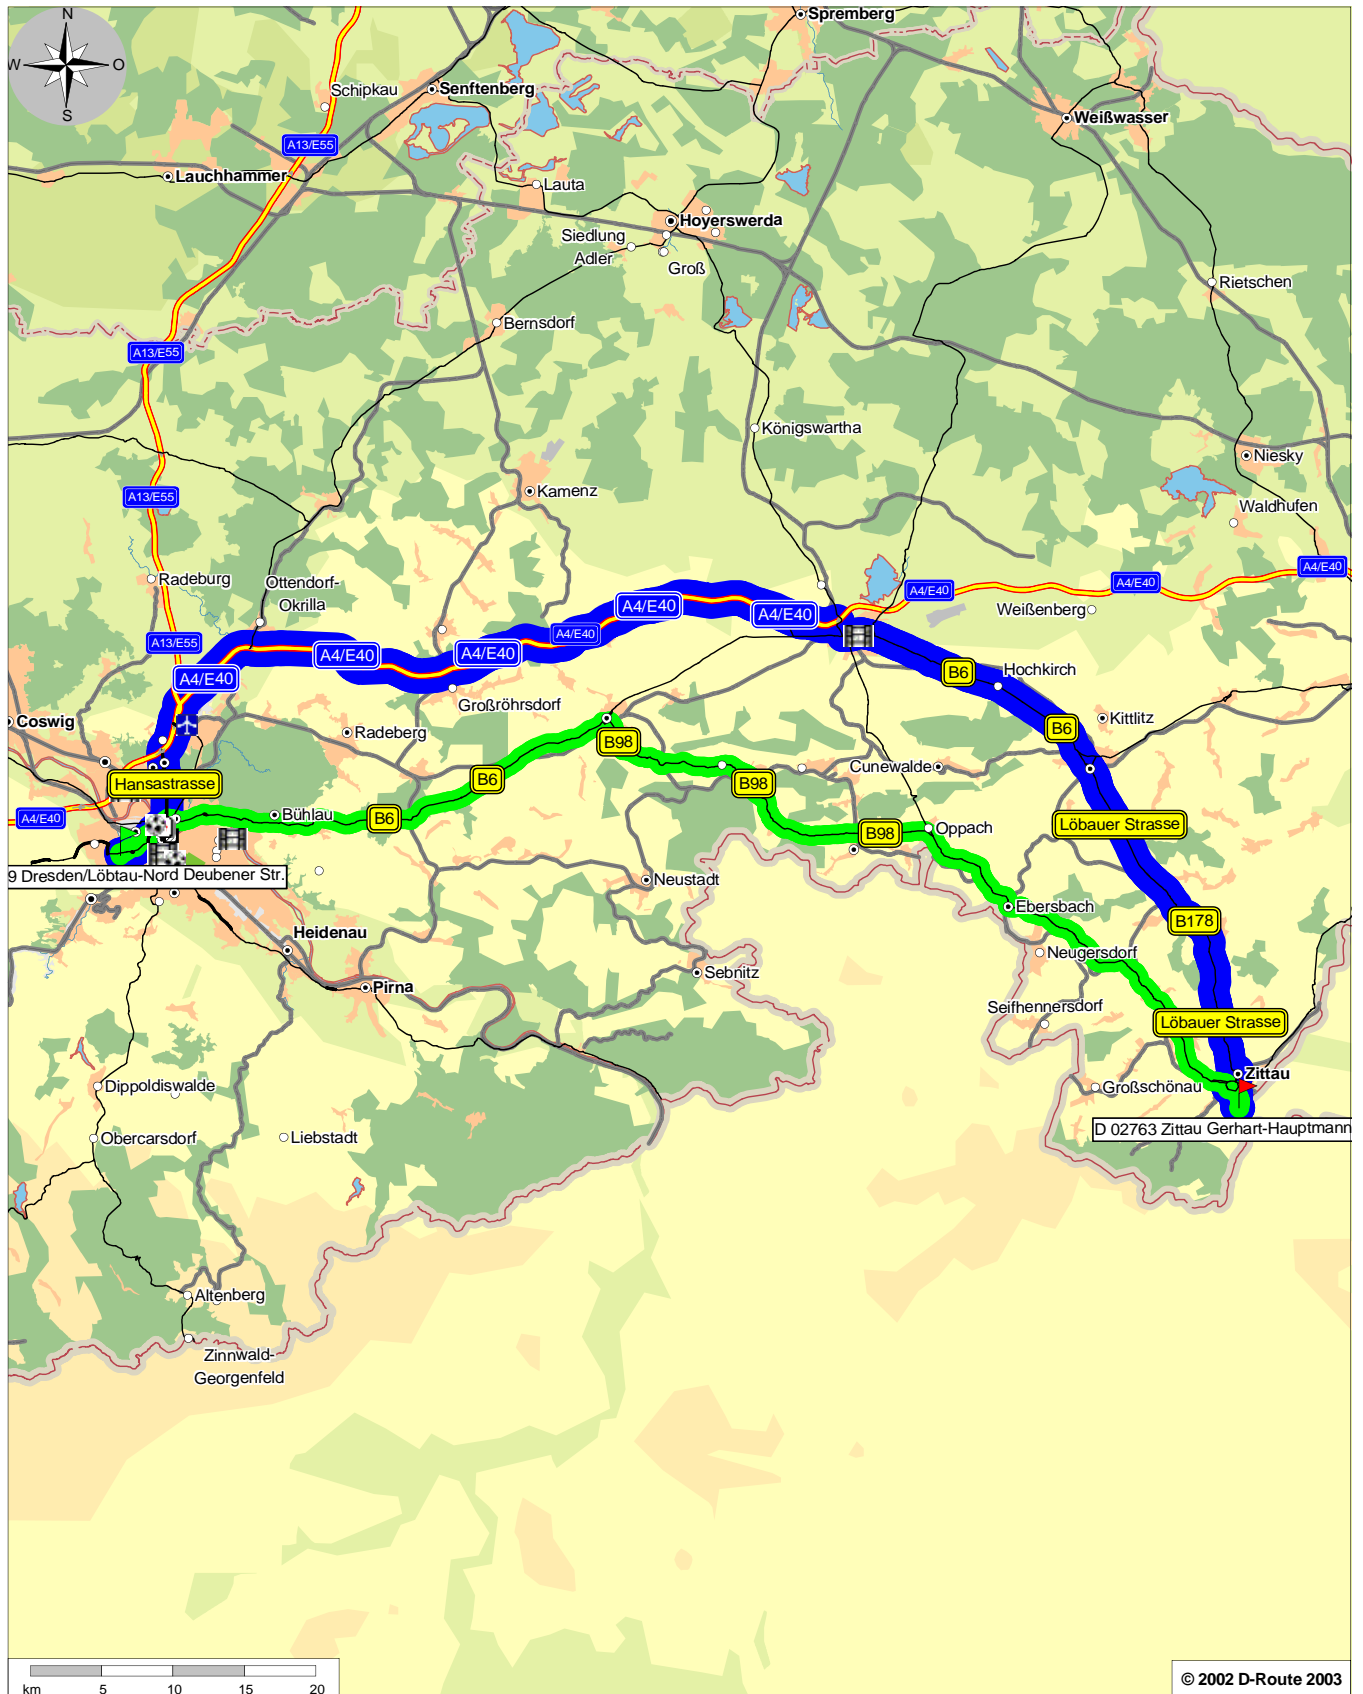 N
Spremberg
W
O
S
Schipkau
Senftenberg
Weißwasser
A13/E55
Lauchhammer
Lauta
Hoyerswerda
Siedlung
Adler
Groß
Rietschen
Bernsdorf
A13/E55
Königswartha
Niesky
Kamenz
A13/E55
Waldhufen
Radeburg
Ottendorf-
Okrilla
A4/E40
A4/E40
A4/E40
A4/E40
A4/E40
Weißenberg
A4/E40
A13/E55
A4/E40
A4/E40
A4/E40
Hochkirch
B6
Großröhrsdorf
Coswig
Radeberg
Kittlitz
B6
B98
Cunewalde
Hansastrasse
B6
B98
A4/E40
Bühlau
B6
B98
Oppach
Löbauer Strasse
9 Dresden/Löbtau-Nord Deubener Str.
Neustadt
Ebersbach
B178
Heidenau
Neugersdorf
Sebnitz
Pirna
Seifhennersdorf
Löbauer Strasse
Zittau
Dippoldiswalde
Großschönau
D 02763 Zittau Gerhart-Hauptmann
Obercarsdorf
Liebstadt
Altenberg
Zinnwald-
Georgenfeld
km 5 10 15 20
© 2002 D-Route 2003